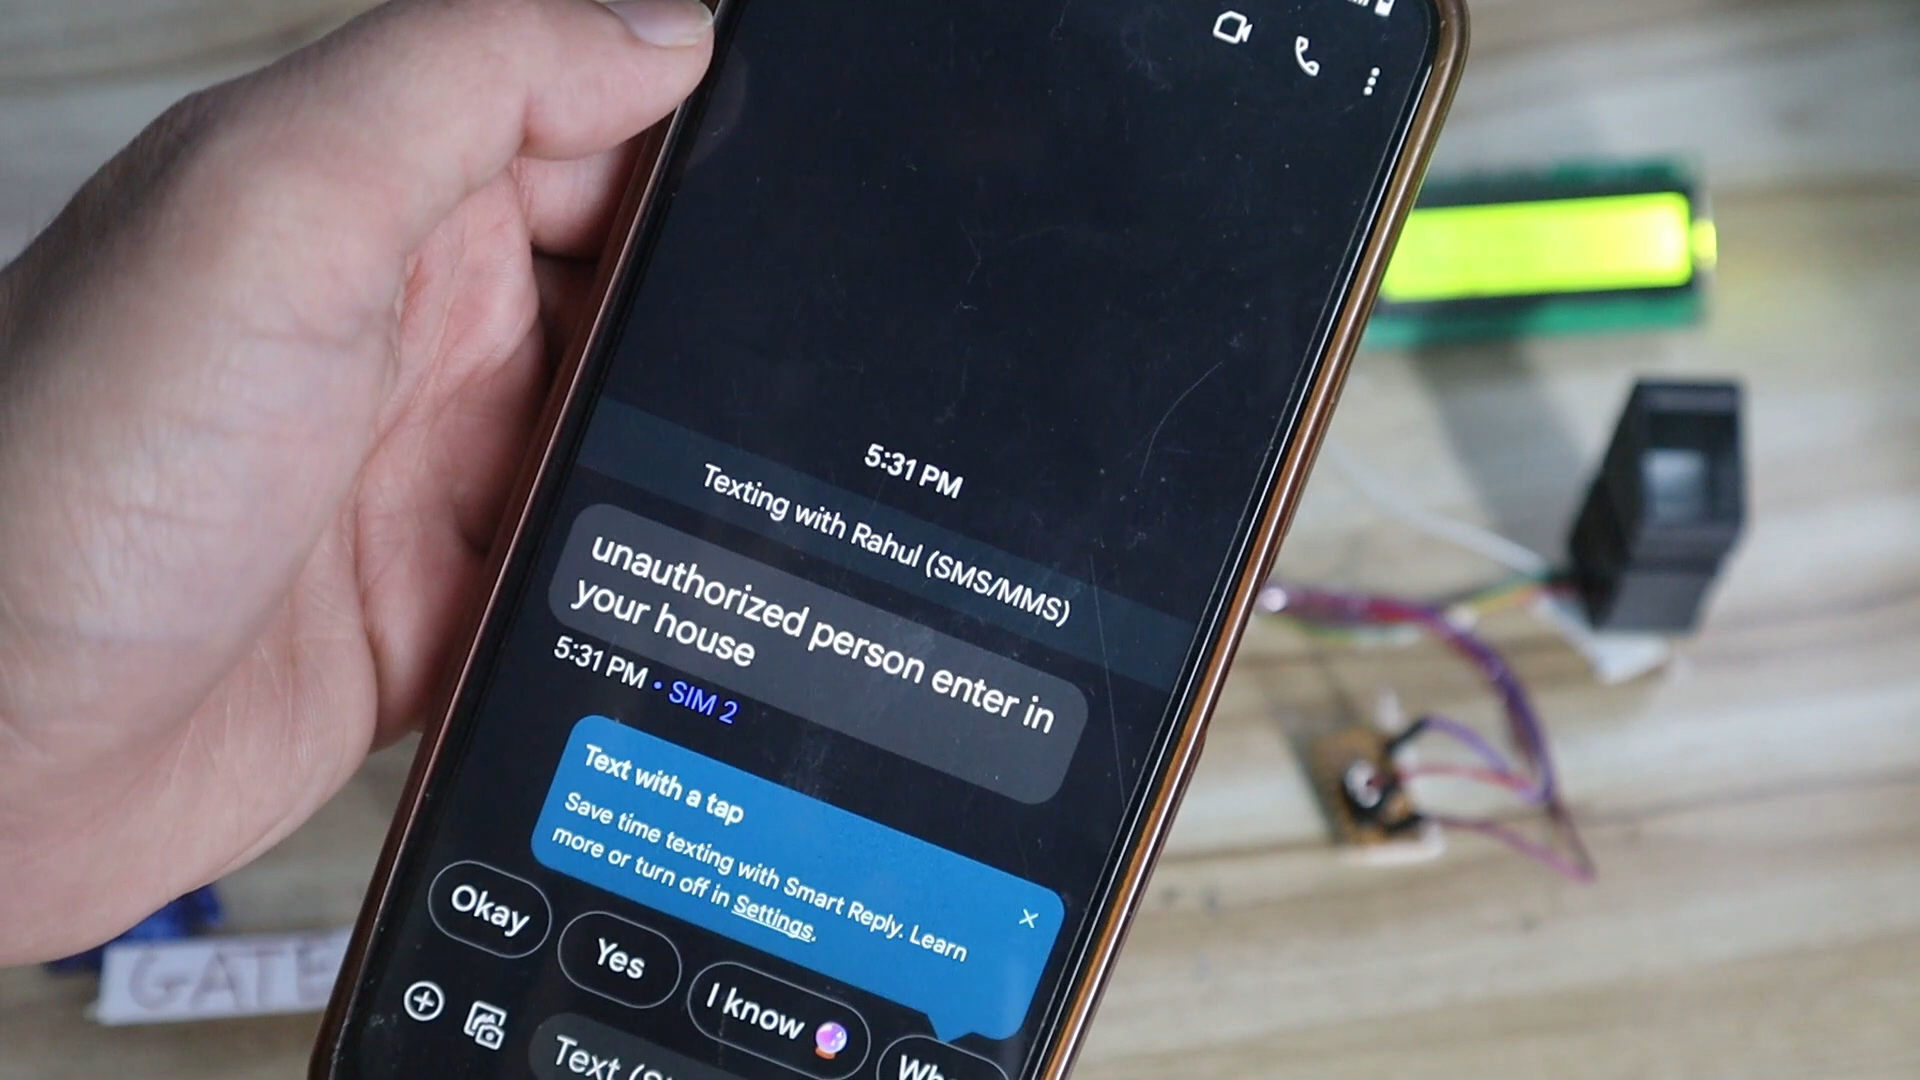 5:31 PM
Texting with Rahul (SMS/MMS)
unauthorized person enter in
your house
5:31 PM • SIM 2
Text with a tap
Save time texting with Smart Reply. Learn
more or turn off in Settings.
Okay
Yes
I know 🔮
Text
GATE